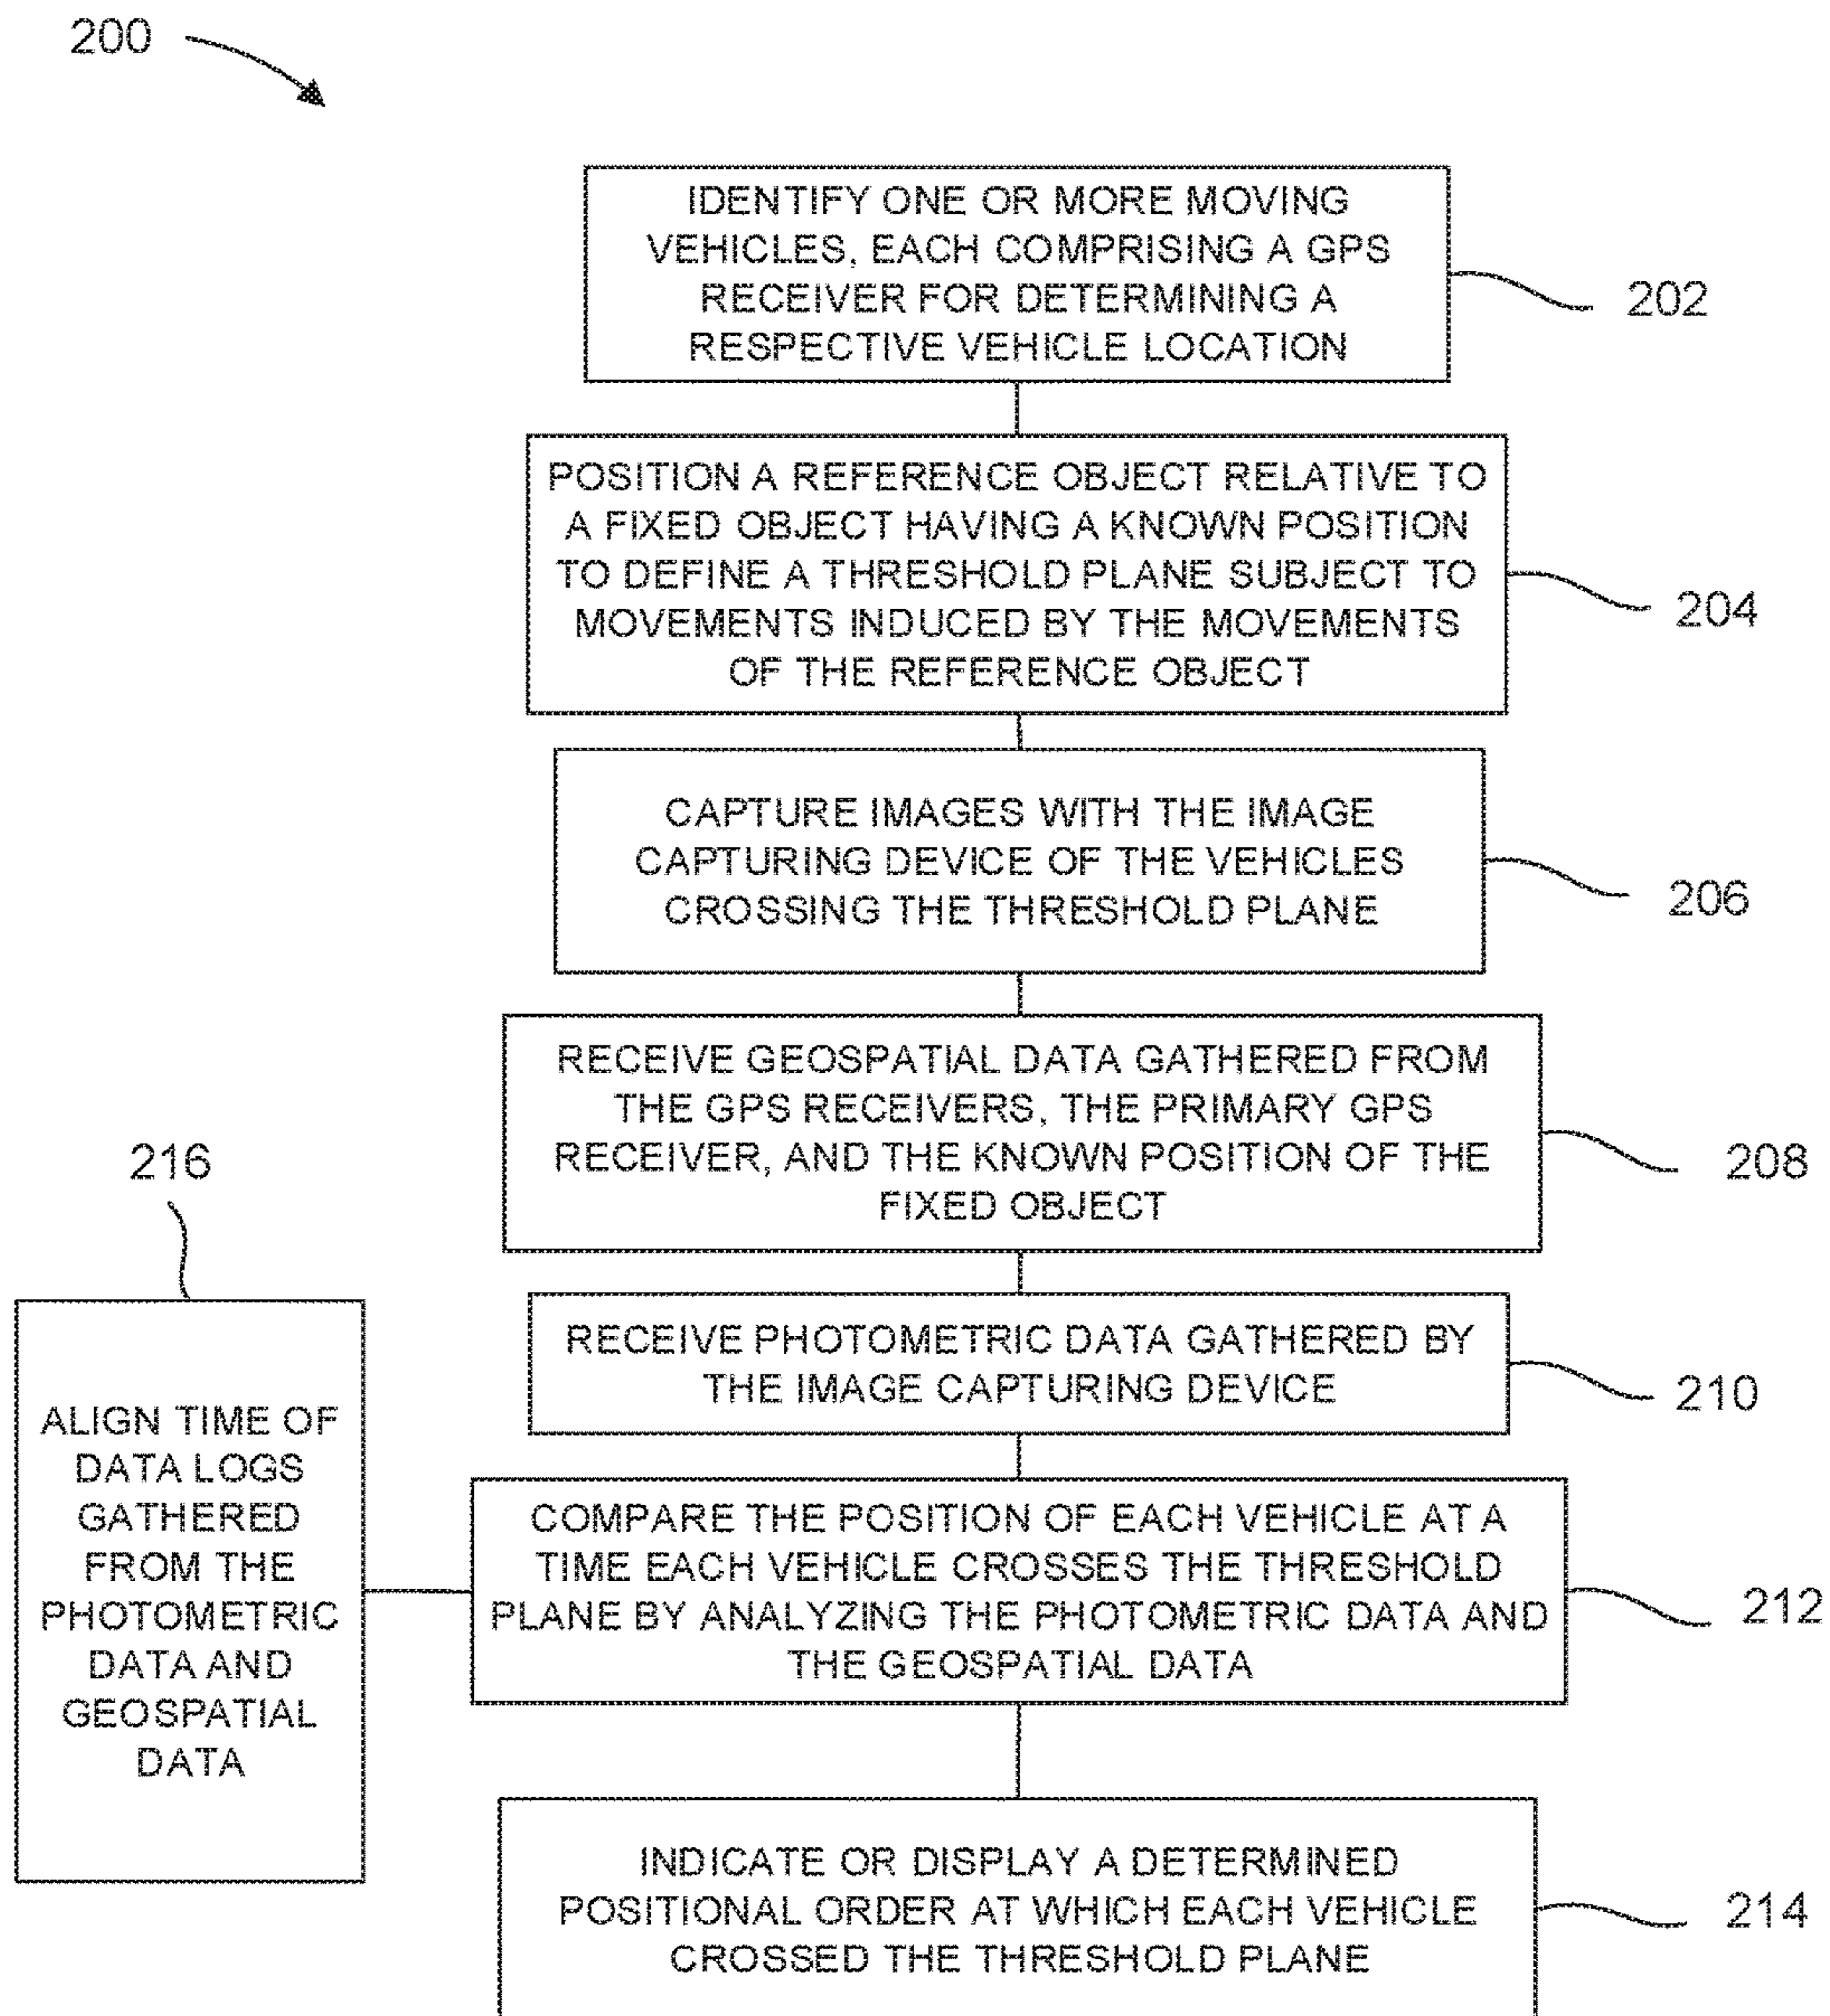 200
IDENTIFY ONE OR MORE MOVING
VEHICLES, EACH COMPRISING A GPS
RECEIVER FOR DETERMINING A
RESPECTIVE VEHICLE LOCATION
202
POSITION A REFERENCE OBJECT RELATIVE TO
A FIXED OBJECT HAVING A KNOWN POSITION
TO DEFINE A THRESHOLD PLANE SUBJECT TO
MOVEMENTS INDUCED BY THE MOVEMENTS
OF THE REFERENCE OBJECT
204
CAPTURE IMAGES WITH THE IMAGE
CAPTURING DEVICE OF THE VEHICLES
CROSSING THE THRESHOLD PLANE
206
RECEIVE GEOSPATIAL DATA GATHERED FROM
THE GPS RECEIVERS, THE PRIMARY GPS
RECEIVER, AND THE KNOWN POSITION OF THE
FIXED OBJECT
208
RECEIVE PHOTOMETRIC DATA GATHERED BY
THE IMAGE CAPTURING DEVICE
210
216
ALIGN TIME OF
DATA LOGS
GATHERED
FROM THE
PHOTOMETRIC
DATA AND
GEOSPATIAL
DATA
COMPARE THE POSITION OF EACH VEHICLE AT A
TIME EACH VEHICLE CROSSES THE THRESHOLD
PLANE BY ANALYZING THE PHOTOMETRIC DATA AND
THE GEOSPATIAL DATA
212
INDICATE OR DISPLAY A DETERMINED
POSITIONAL ORDER AT WHICH EACH VEHICLE
CROSSED THE THRESHOLD PLANE
214